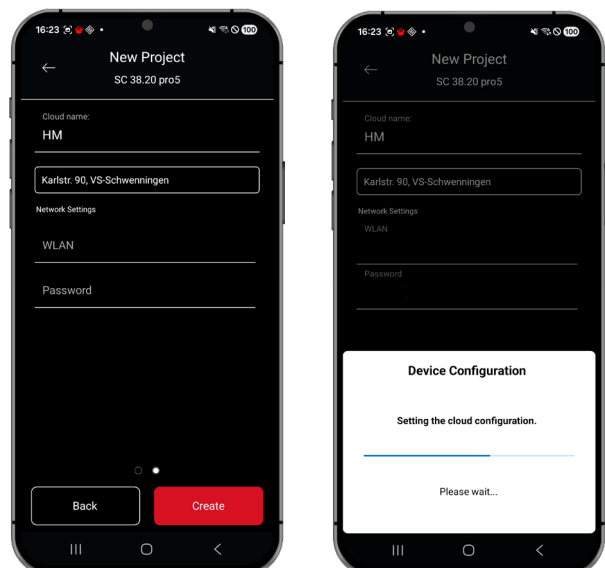 16:23
100
New Project
SC 38.20 pro5
Cloud name:
HM
Karlstr. 90, VS-Schwenningen
Network Settings
WLAN
Password
Back
Create
16:23
100
New Project
SC 38.20 pro5
Cloud name:
HM
Karlstr. 90, VS-Schwenningen
Network Settings
WLAN
Password
Device Configuration
Setting the cloud configuration.
Please wait...